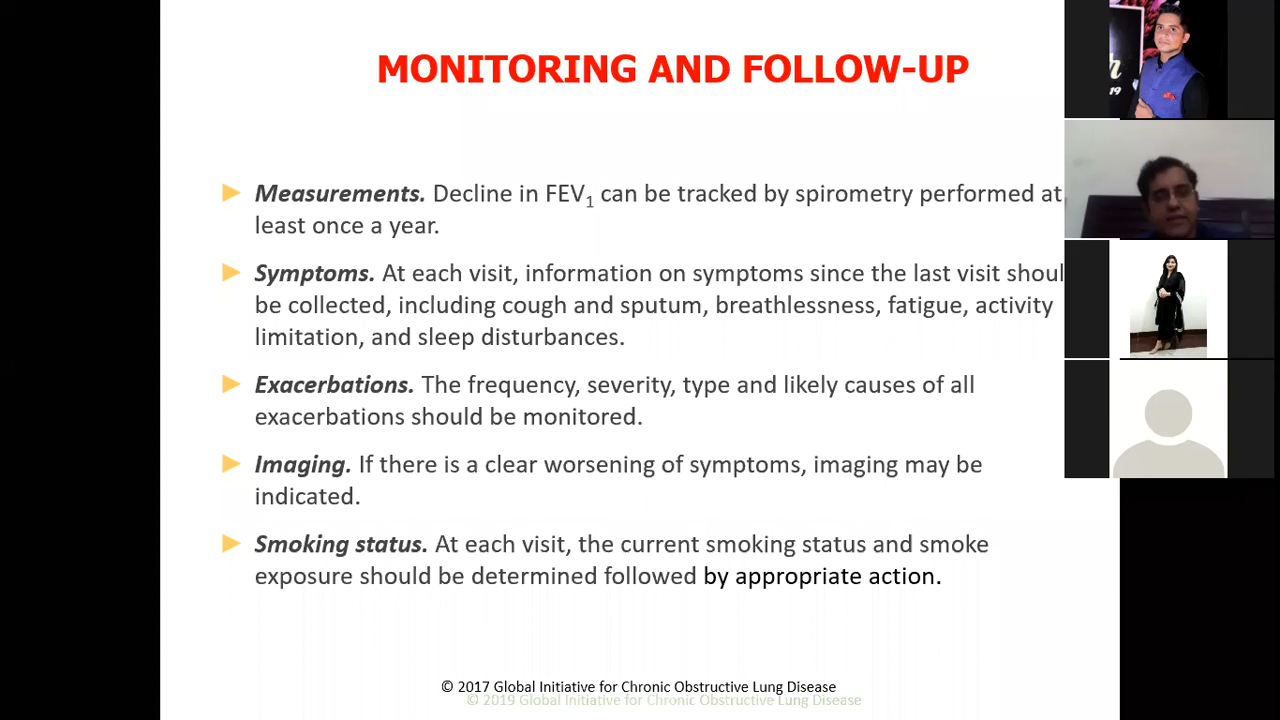 MONITORING AND FOLLOW-UP
Measurements. Decline in FEV1 can be tracked by spirometry performed at
least once a year.
Symptoms. At each visit, information on symptoms since the last visit shoul
be collected, including cough and sputum, breathlessness, fatigue, activity
limitation, and sleep disturbances.
Exacerbations. The frequency, severity, type and likely causes of all
exacerbations should be monitored.
Imaging. If there is a clear worsening of symptoms, imaging may be
indicated.
Smoking status. At each visit, the current smoking status and smoke
exposure should be determined followed by appropriate action.
© 2017 Global Initiative for Chronic Obstructive Lung Disease
© 2019 Global Initiative for Chronic Obstructive Lung Disease
h
19